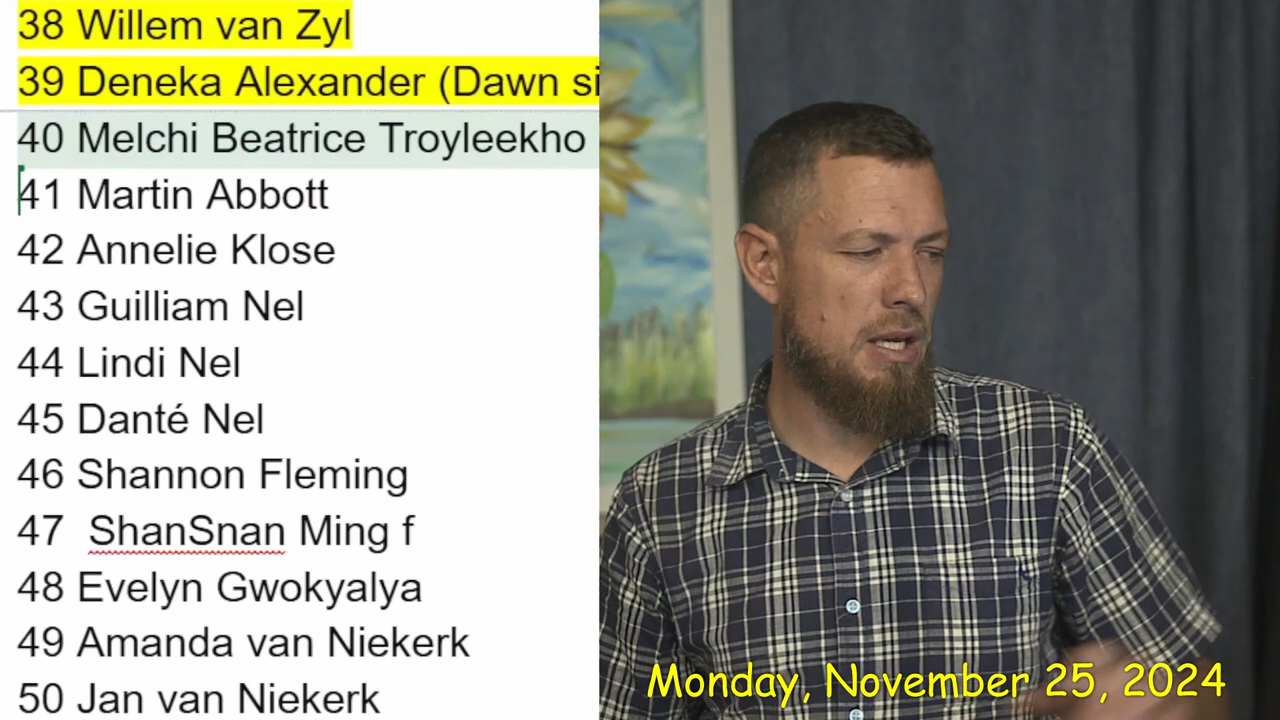 38 Willem van Zyl
39 Deneka Alexander (Dawn si
40 Melchi Beatrice Troyleekho
41 Martin Abbott
42 Annelie Klose
43 Guilliam Nel
44 Lindi Nel
45 Danté Nel
46 Shannon Fleming
47 ShanSnan Ming f
48 Evelyn Gwokyalya
49 Amanda van Niekerk
50 Jan van Niekerk
Monday, November 25, 2024